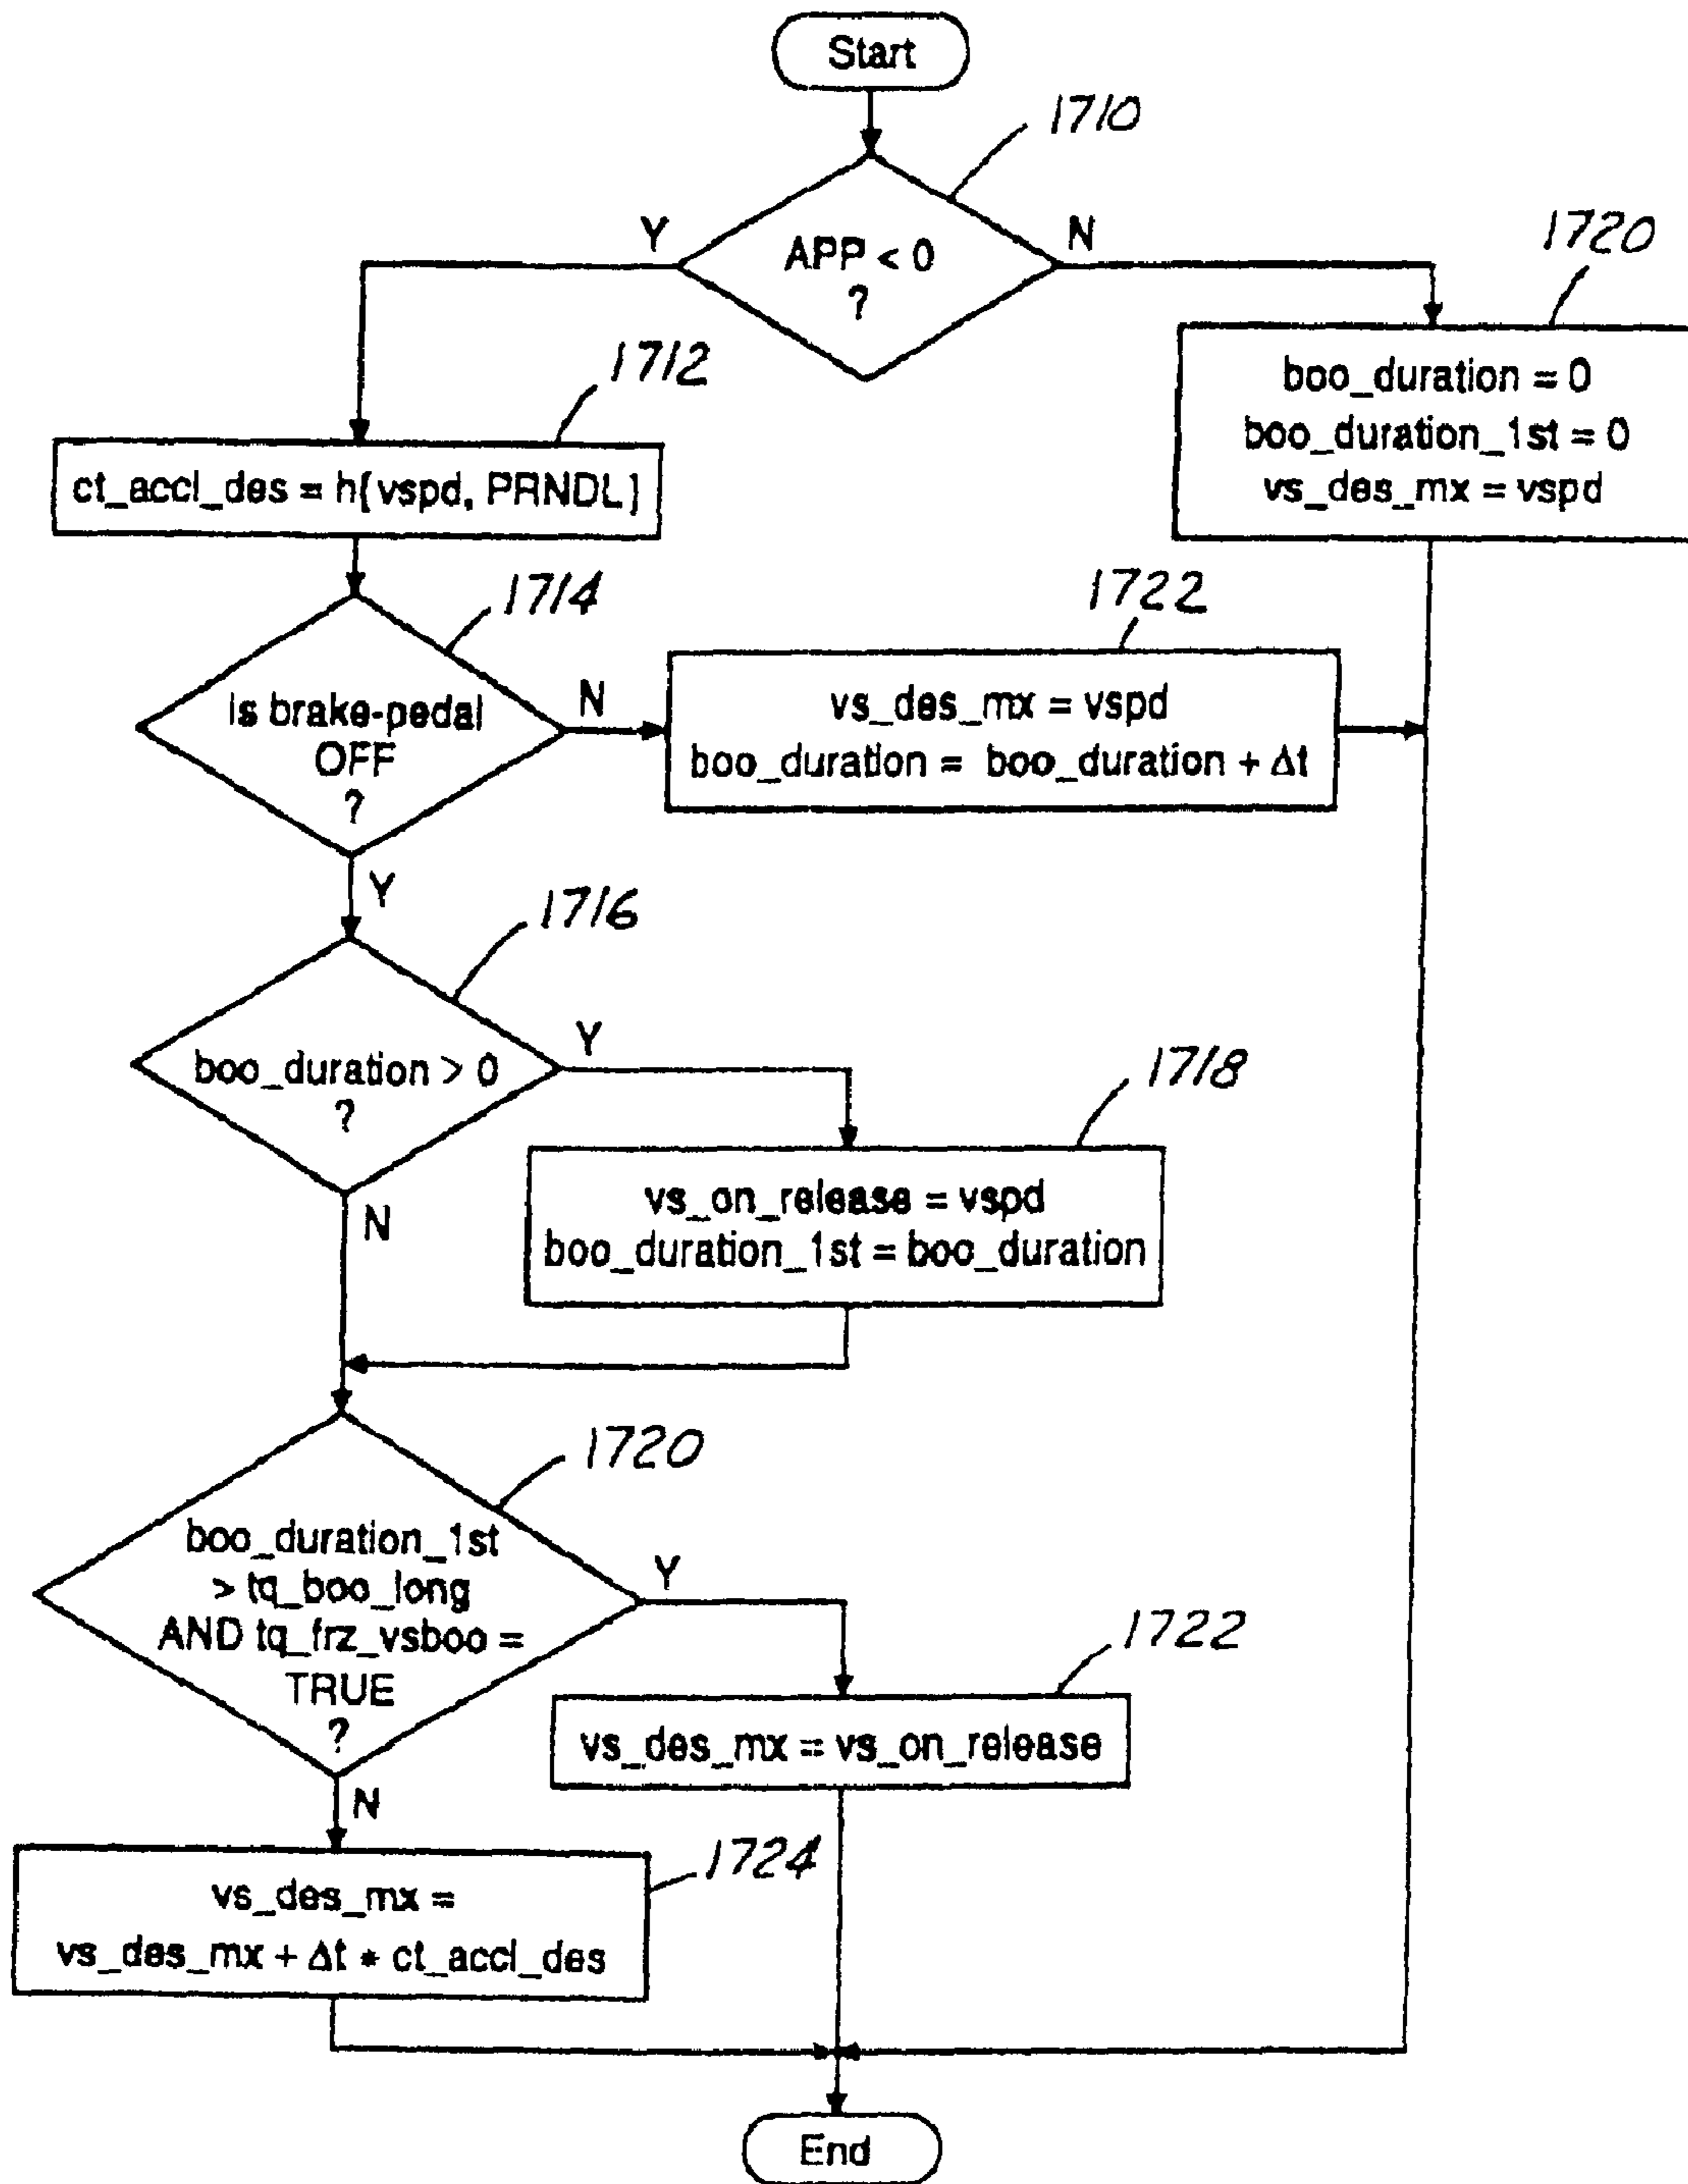 Start
1710
APP < 0
?
Y
N
1720
boo_duration = 0
boo_duration_1st = 0
vs_des_mx = vspd
1712
ct_accl_des = h[vspd, PRNDL]
1714
is brake-pedal
OFF
?
N
Y
1722
vs_des_mx = vspd
boo_duration = boo_duration + Δt
1716
boo_duration > 0
?
Y
N
1718
vs_on_release = vspd
boo_duration_1st = boo_duration
1720
boo_duration_1st
> tq_boo_long
AND tq_frz_vsboo =
TRUE
?
Y
N
1722
vs_des_mx = vs_on_release
1724
vs_des_mx =
vs_des_mx + Δt * ct_accl_des
End